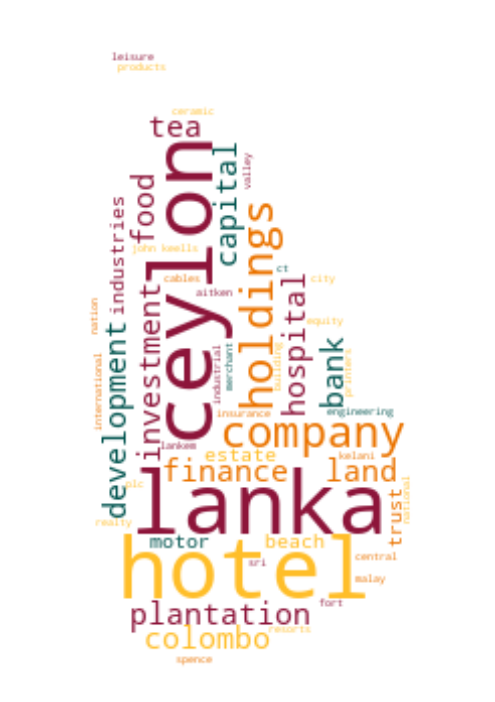 leisure
products
ceramic
tea
ceylon
capital
valley
food
industries
holdings
john keells
ct
cables
city
aitken
hospital
investment
nation
equity
development
bank
merchant
industrial
building
printers
international
insurance
engineering
company
lankem
estate
kelani
finance
land
lanka
plc
trust
national
realty
motor
beach
hotel
sri
central
malay
plantation
fort
colombo
resorts
spence